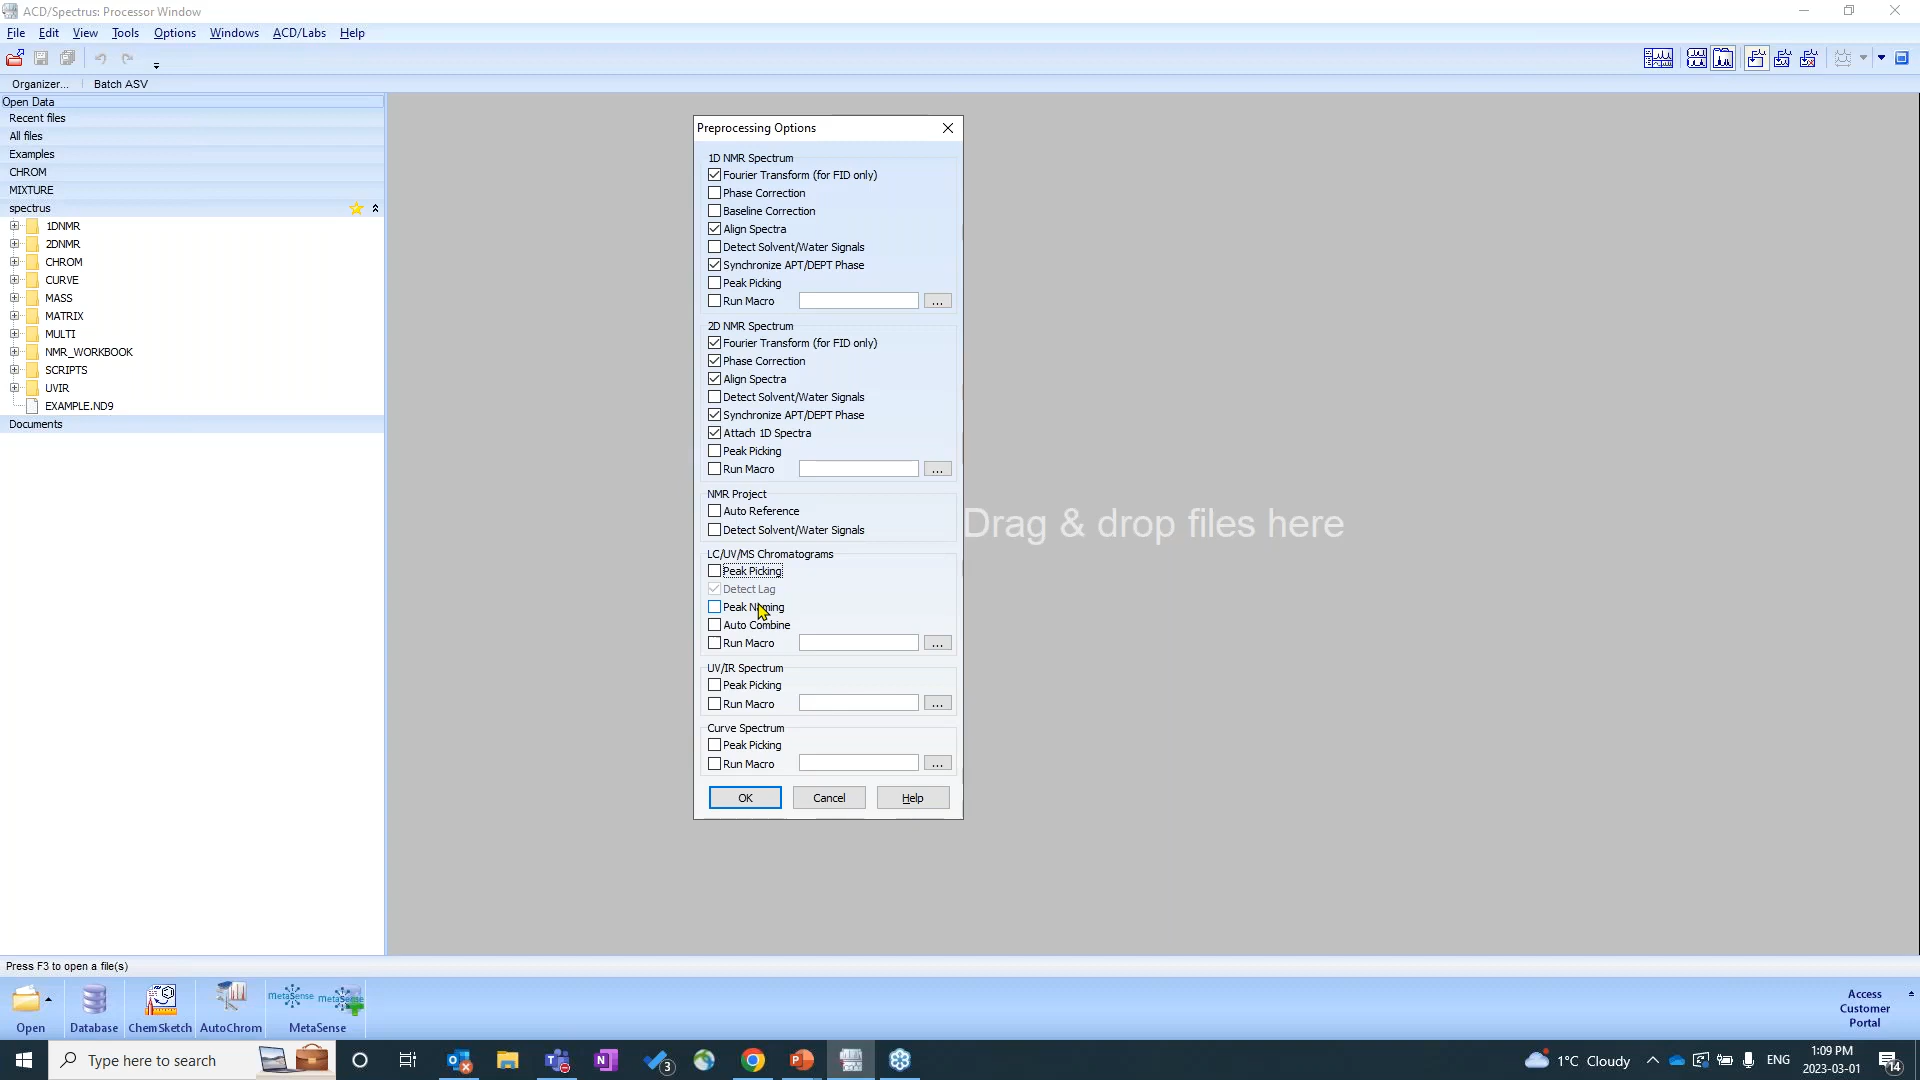 ACD/Spectrus: Processor Window
File Edit View Tools Options Windows ACD/Labs Help
Organizer... Batch ASV
Open Data
Recent files
All files
Examples
CHROM
MIXTURE
spectrus
1DNMR
2DNMR
CHROM
CURVE
MASS
MATRIX
MULTI
NMR_WORKBOOK
SCRIPTS
UVIR
EXAMPLE.ND9
Documents
Preprocessing Options
1D NMR Spectrum
Fourier Transform (for FID only)
Phase Correction
Baseline Correction
Align Spectra
Detect Solvent/Water Signals
Synchronize APT/DEPT Phase
Peak Picking
Run Macro ...
2D NMR Spectrum
Fourier Transform (for FID only)
Phase Correction
Align Spectra
Detect Solvent/Water Signals
Synchronize APT/DEPT Phase
Attach 1D Spectra
Peak Picking
Run Macro ...
NMR Project
Auto Reference
Detect Solvent/Water Signals
LC/UV/MS Chromatograms
Peak Picking
Detect Lag
Peak Naming
Auto Combine
Run Macro ...
UV/IR Spectrum
Peak Picking
Run Macro ...
Curve Spectrum
Peak Picking
Run Macro ...
OK Cancel Help
Drag & drop files here
Press F3 to open a file(s)
metaSense metaSense
Open Database ChemSketch AutoChrom MetaSense
Access
Customer
Portal
Type here to search
3
1°C Cloudy
ENG
1:09 PM
2023-03-01
14